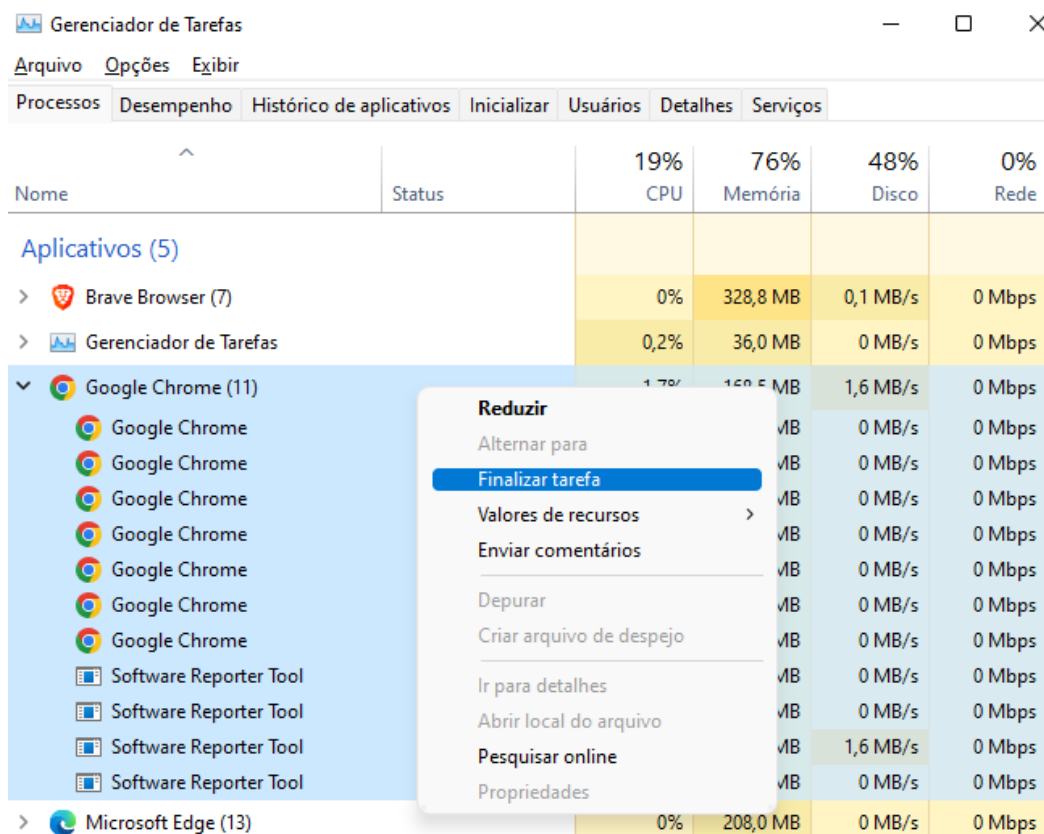 Gerenciador de Tarefas
Arquivo Opções Exibir
Processos Desempenho Histórico de aplicativos Inicializar Usuários Detalhes Serviços
19% 76% 48% 0%
Nome Status CPU Memória Disco Rede
Aplicativos (5)
Brave Browser (7) 0% 328,8 MB 0,1 MB/s 0 Mbps
Gerenciador de Tarefas 0,2% 36,0 MB 0 MB/s 0 Mbps
Google Chrome (11) 1,7% 168,5 MB 1,6 MB/s 0 Mbps
Google Chrome MB 0 MB/s 0 Mbps
Google Chrome MB 0 MB/s 0 Mbps
Google Chrome MB 0 MB/s 0 Mbps
Google Chrome MB 0 MB/s 0 Mbps
Google Chrome MB 0 MB/s 0 Mbps
Google Chrome MB 0 MB/s 0 Mbps
Google Chrome MB 0 MB/s 0 Mbps
Software Reporter Tool MB 0 MB/s 0 Mbps
Software Reporter Tool MB 0 MB/s 0 Mbps
Software Reporter Tool MB 1,6 MB/s 0 Mbps
Software Reporter Tool MB 0 MB/s 0 Mbps
Microsoft Edge (13) 0% 208,0 MB 0 MB/s 0 Mbps
Reduzir
Alternar para
Finalizar tarefa
Valores de recursos
Enviar comentários
Depurar
Criar arquivo de despejo
Ir para detalhes
Abrir local do arquivo
Pesquisar online
Propriedades